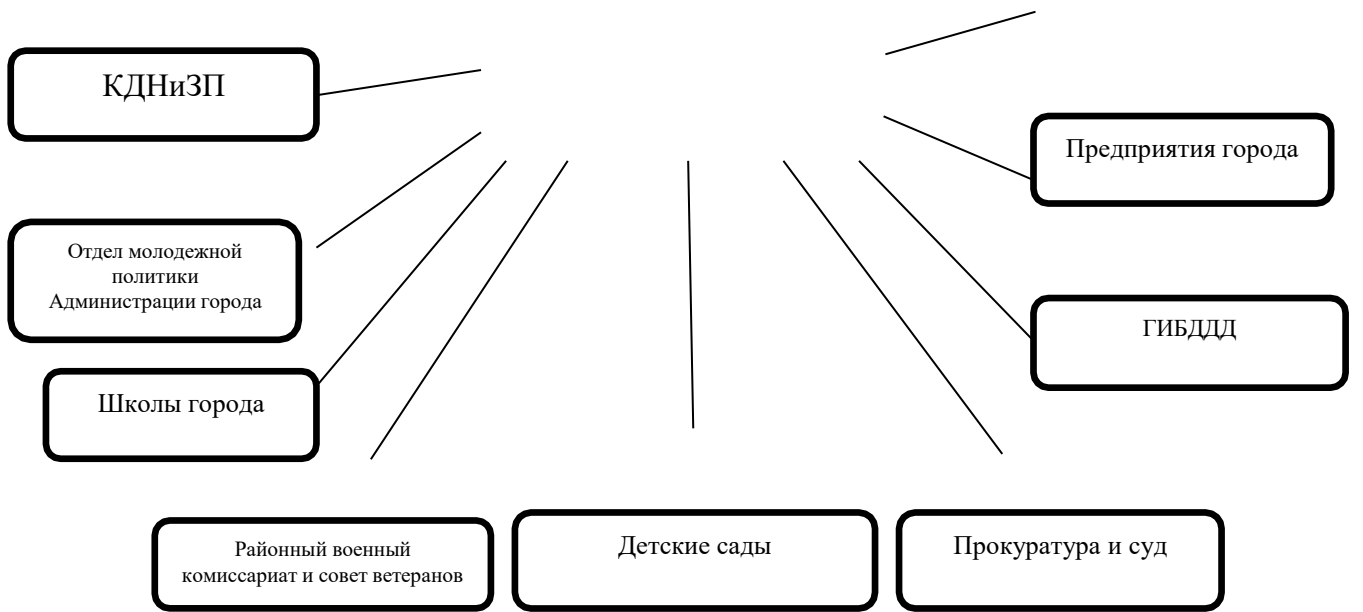 КДНиЗП
Предприятия города
Отдел молодежной
политики
Администрации города
ГИБДДД
Школы города
Районный военный
комиссариат и совет ветеранов
Детские сады
Прокуратура и суд